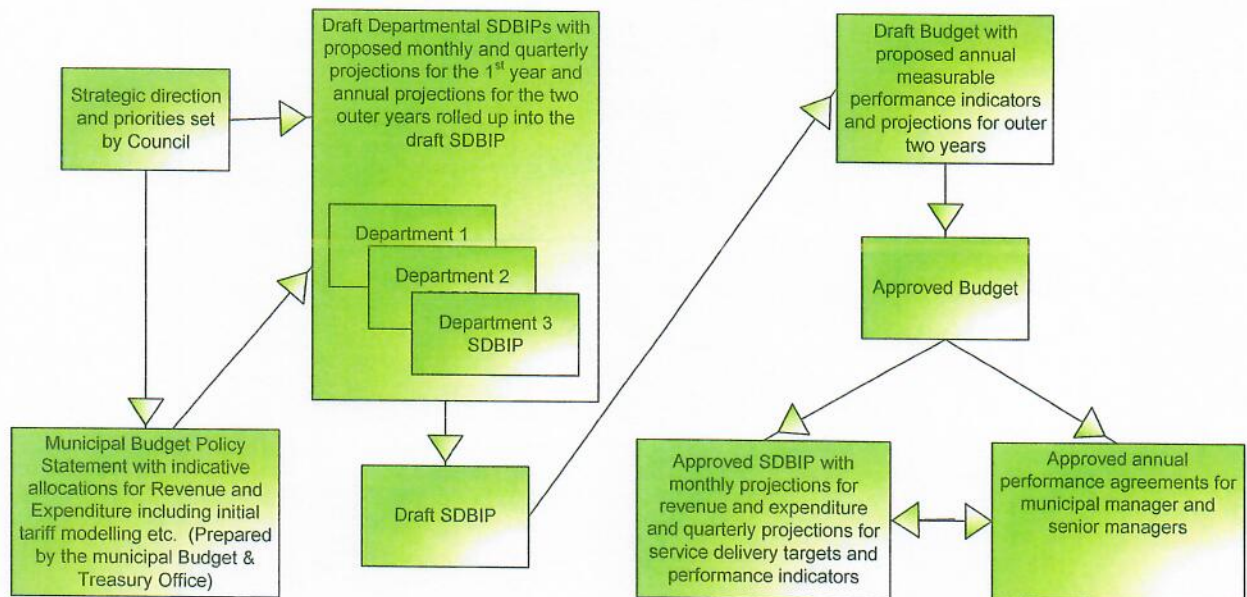 Strategic direction
and priorities set
by Council
Municipal Budget Policy
Statement with indicative
allocations for Revenue and
Expenditure including initial
tariff modelling etc. (Prepared
by the municipal Budget &
Treasury Office)
Draft Departmental SDBIPs with
proposed monthly and quarterly
projections for the 1st year and
annual projections for the two
outer years rolled up into the
draft SDBIP
Department 1
Department 2
Department 3
SDBIP
Draft SDBIP
Draft Budget with
proposed annual
measurable
performance indicators
and projections for outer
two years
Approved Budget
Approved SDBIP with
monthly projections for
revenue and expenditure
and quarterly projections for
service delivery targets and
performance indicators
Approved annual
performance agreements for
municipal manager and
senior managers